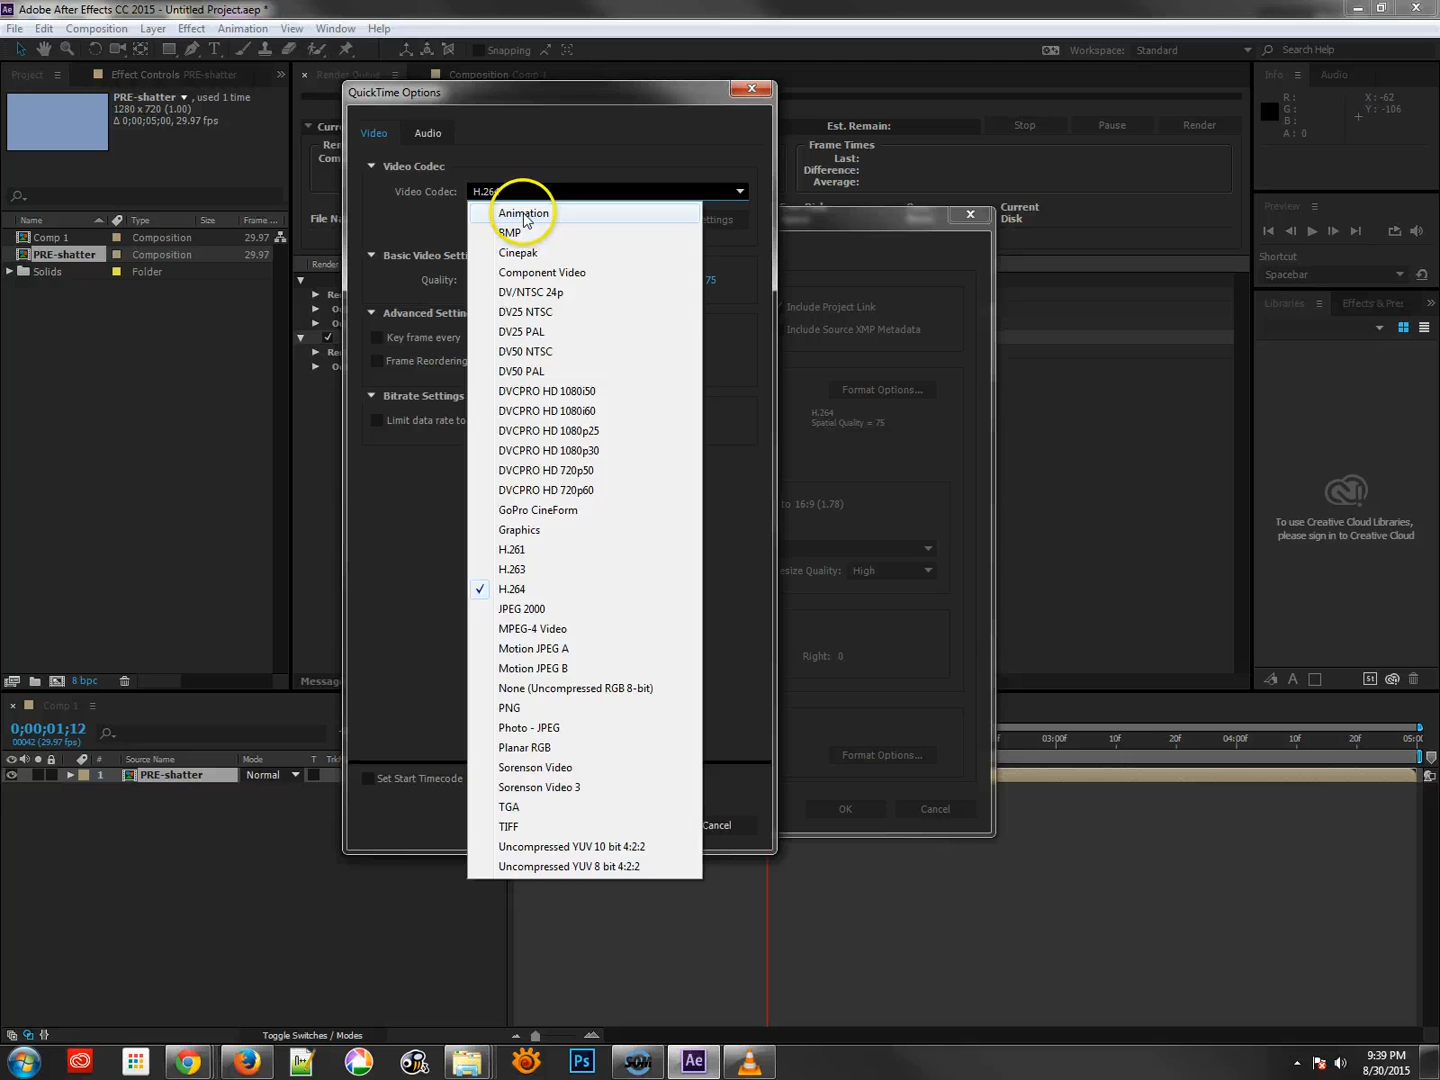 Adobe After Effects CC 2015 - Untitled Project.aep *
File Edit Composition Layer Effect Animation View Window Help
Snapping
Workspace: Standard
Search Help
Project
Effect Controls PRE-shatter
Render Queue
Composition Comp 1
PRE-shatter ▼, used 1 time
1280 x 720 (1.00)
Δ 0;00;05;00, 29.97 fps
Name Type Size Frame...
Comp 1 Composition 29.97
PRE-shatter Composition 29.97
Solids Folder
8 bpc
QuickTime Options
Video Audio
Video Codec
Video Codec: H.264
Animation
BMP
Cinepak
Component Video
DV/NTSC 24p
DV25 NTSC
DV25 PAL
DV50 NTSC
DV50 PAL
DVCPRO HD 1080i50
DVCPRO HD 1080i60
DVCPRO HD 1080p25
DVCPRO HD 1080p30
DVCPRO HD 720p50
DVCPRO HD 720p60
GoPro CineForm
Graphics
H.261
H.263
H.264
JPEG 2000
MPEG-4 Video
Motion JPEG A
Motion JPEG B
None (Uncompressed RGB 8-bit)
PNG
Photo - JPEG
Planar RGB
Sorenson Video
Sorenson Video 3
TGA
TIFF
Uncompressed YUV 10 bit 4:2:2
Uncompressed YUV 8 bit 4:2:2
Quality: 75
Key frame every
Frame Reordering
Bitrate Settings
Limit data rate to
Set Start Timecode
Cancel
Est. Remain: Stop Pause Render
Frame Times
Last:
Difference:
Average:
Current
Disk
Include Project Link
Include Source XMP Metadata
Format Options...
H.264
Spatial Quality = 75
to 16:9 (1.78)
High
Right: 0
Format Options...
OK Cancel
Info Audio
R :
G :
B :
A : 0
X : -62
Y : -106
Preview
Shortcut
Spacebar
Libraries Effects & Pre
To use Creative Cloud Libraries,
please sign in to Creative Cloud
Comp 1
0;00;01;12
00042 (29.97 fps)
# Source Name Mode T
1 PRE-shatter Normal
03:00f 10f 20f 04:00f 10f 20f
Toggle Switches / Modes
9:39 PM
8/30/2015